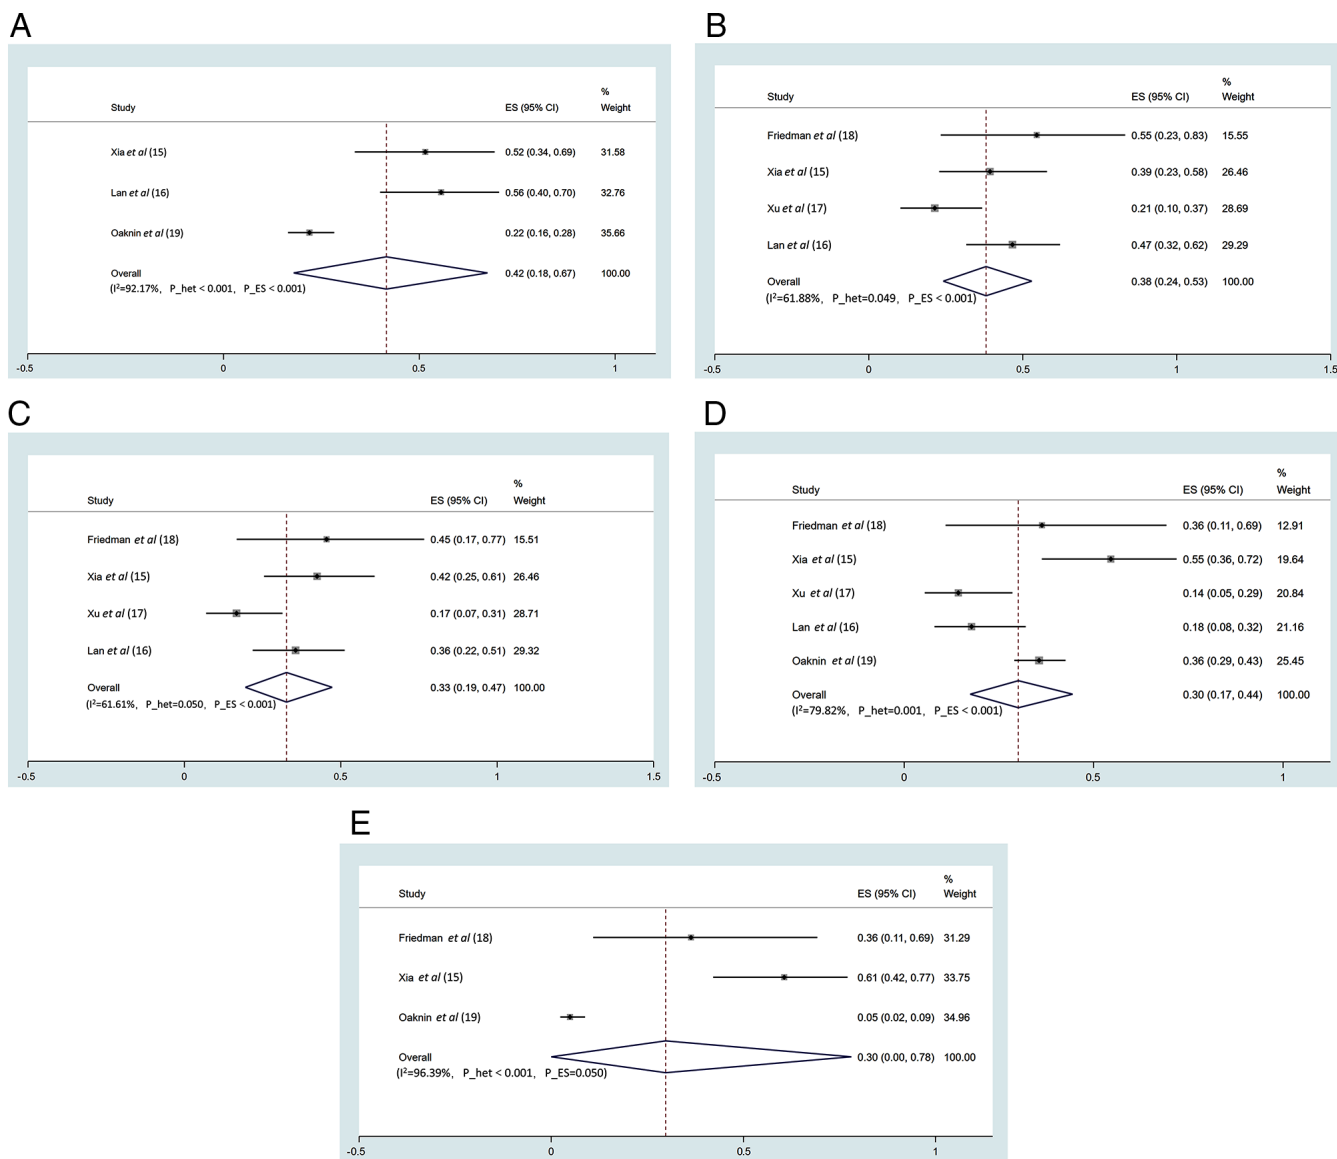 A
%
Study ES (95% CI) Weight
Xia et al (15) 0.52 (0.34, 0.69) 31.58
Lan et al (16) 0.56 (0.40, 0.70) 32.76
Oaknin et al (19) 0.22 (0.16, 0.28) 35.66
Overall 0.42 (0.18, 0.67) 100.00
(I²=92.17%, P_het < 0.001, P_ES < 0.001)
-0.5 0 0.5 1
B
%
Study ES (95% CI) Weight
Friedman et al (18) 0.55 (0.23, 0.83) 15.55
Xia et al (15) 0.39 (0.23, 0.58) 26.46
Xu et al (17) 0.21 (0.10, 0.37) 28.69
Lan et al (16) 0.47 (0.32, 0.62) 29.29
Overall 0.38 (0.24, 0.53) 100.00
(I²=61.88%, P_het=0.049, P_ES < 0.001)
-0.5 0 0.5 1 1.5
C
%
Study ES (95% CI) Weight
Friedman et al (18) 0.45 (0.17, 0.77) 15.51
Xia et al (15) 0.42 (0.25, 0.61) 26.46
Xu et al (17) 0.17 (0.07, 0.31) 28.71
Lan et al (16) 0.36 (0.22, 0.51) 29.32
Overall 0.33 (0.19, 0.47) 100.00
(I²=61.61%, P_het=0.050, P_ES < 0.001)
-0.5 0 0.5 1 1.5
D
%
Study ES (95% CI) Weight
Friedman et al (18) 0.36 (0.11, 0.69) 12.91
Xia et al (15) 0.55 (0.36, 0.72) 19.64
Xu et al (17) 0.14 (0.05, 0.29) 20.84
Lan et al (16) 0.18 (0.08, 0.32) 21.16
Oaknin et al (19) 0.36 (0.29, 0.43) 25.45
Overall 0.30 (0.17, 0.44) 100.00
(I²=79.82%, P_het=0.001, P_ES < 0.001)
-0.5 0 0.5 1
E
%
Study ES (95% CI) Weight
Friedman et al (18) 0.36 (0.11, 0.69) 31.29
Xia et al (15) 0.61 (0.42, 0.77) 33.75
Oaknin et al (19) 0.05 (0.02, 0.09) 34.96
Overall 0.30 (0.00, 0.78) 100.00
(I²=96.39%, P_het < 0.001, P_ES=0.050)
-0.5 0 0.5 1